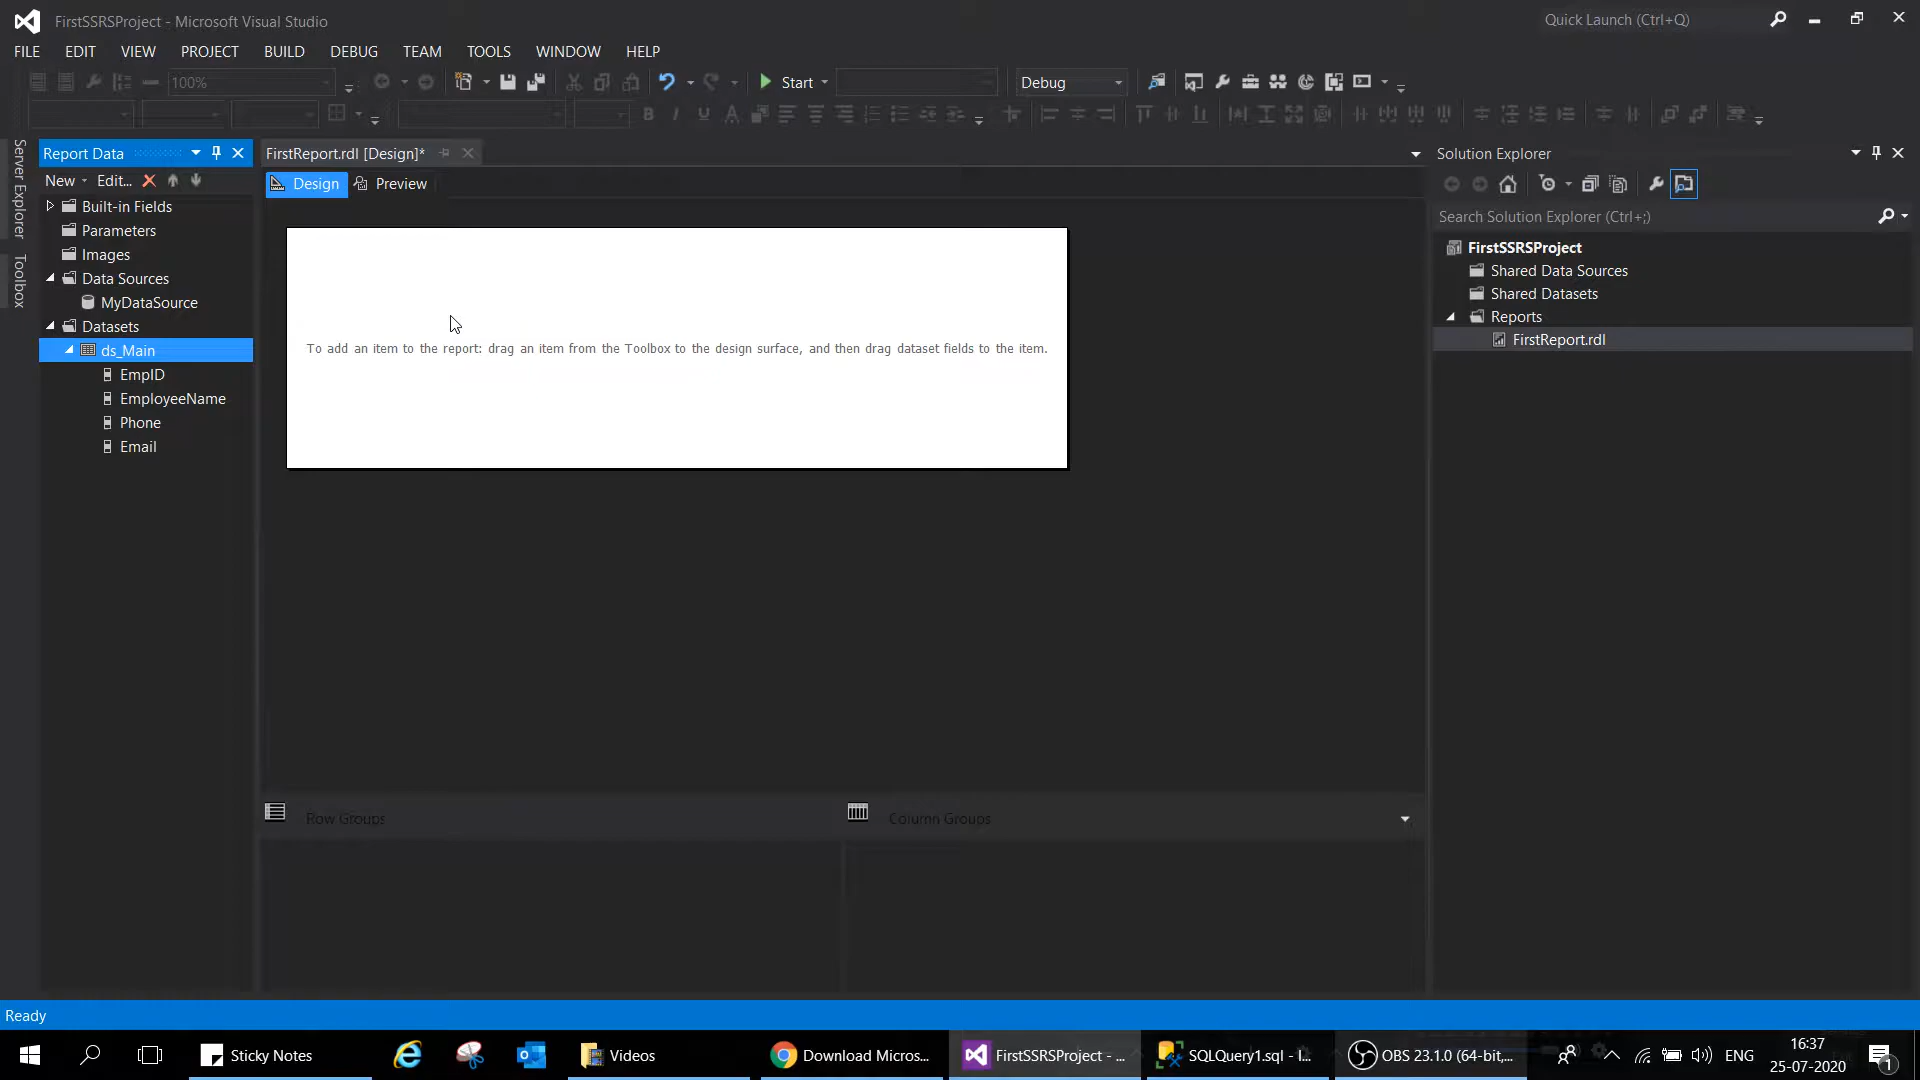 FirstSSRSProject - Microsoft Visual Studio
Quick Launch (Ctrl+Q)
FILE EDIT VIEW PROJECT BUILD DEBUG TEAM TOOLS WINDOW HELP
100%
Start
Debug
Server Explorer
Toolbox
Report Data
New Edit...
Built-in Fields
Parameters
Images
Data Sources
MyDataSource
Datasets
ds_Main
EmpID
EmployeeName
Phone
Email
FirstReport.rdl [Design]*
Design Preview
To add an item to the report: drag an item from the Toolbox to the design surface, and then drag dataset fields to the item.
Row Groups
Column Groups
Solution Explorer
Search Solution Explorer (Ctrl+;)
FirstSSRSProject
Shared Data Sources
Shared Datasets
Reports
FirstReport.rdl
Ready
Sticky Notes
Videos
Download Micros...
FirstSSRSProject - ...
SQLQuery1.sql - l...
OBS 23.1.0 (64-bit,...
ENG
16:37
25-07-2020
1